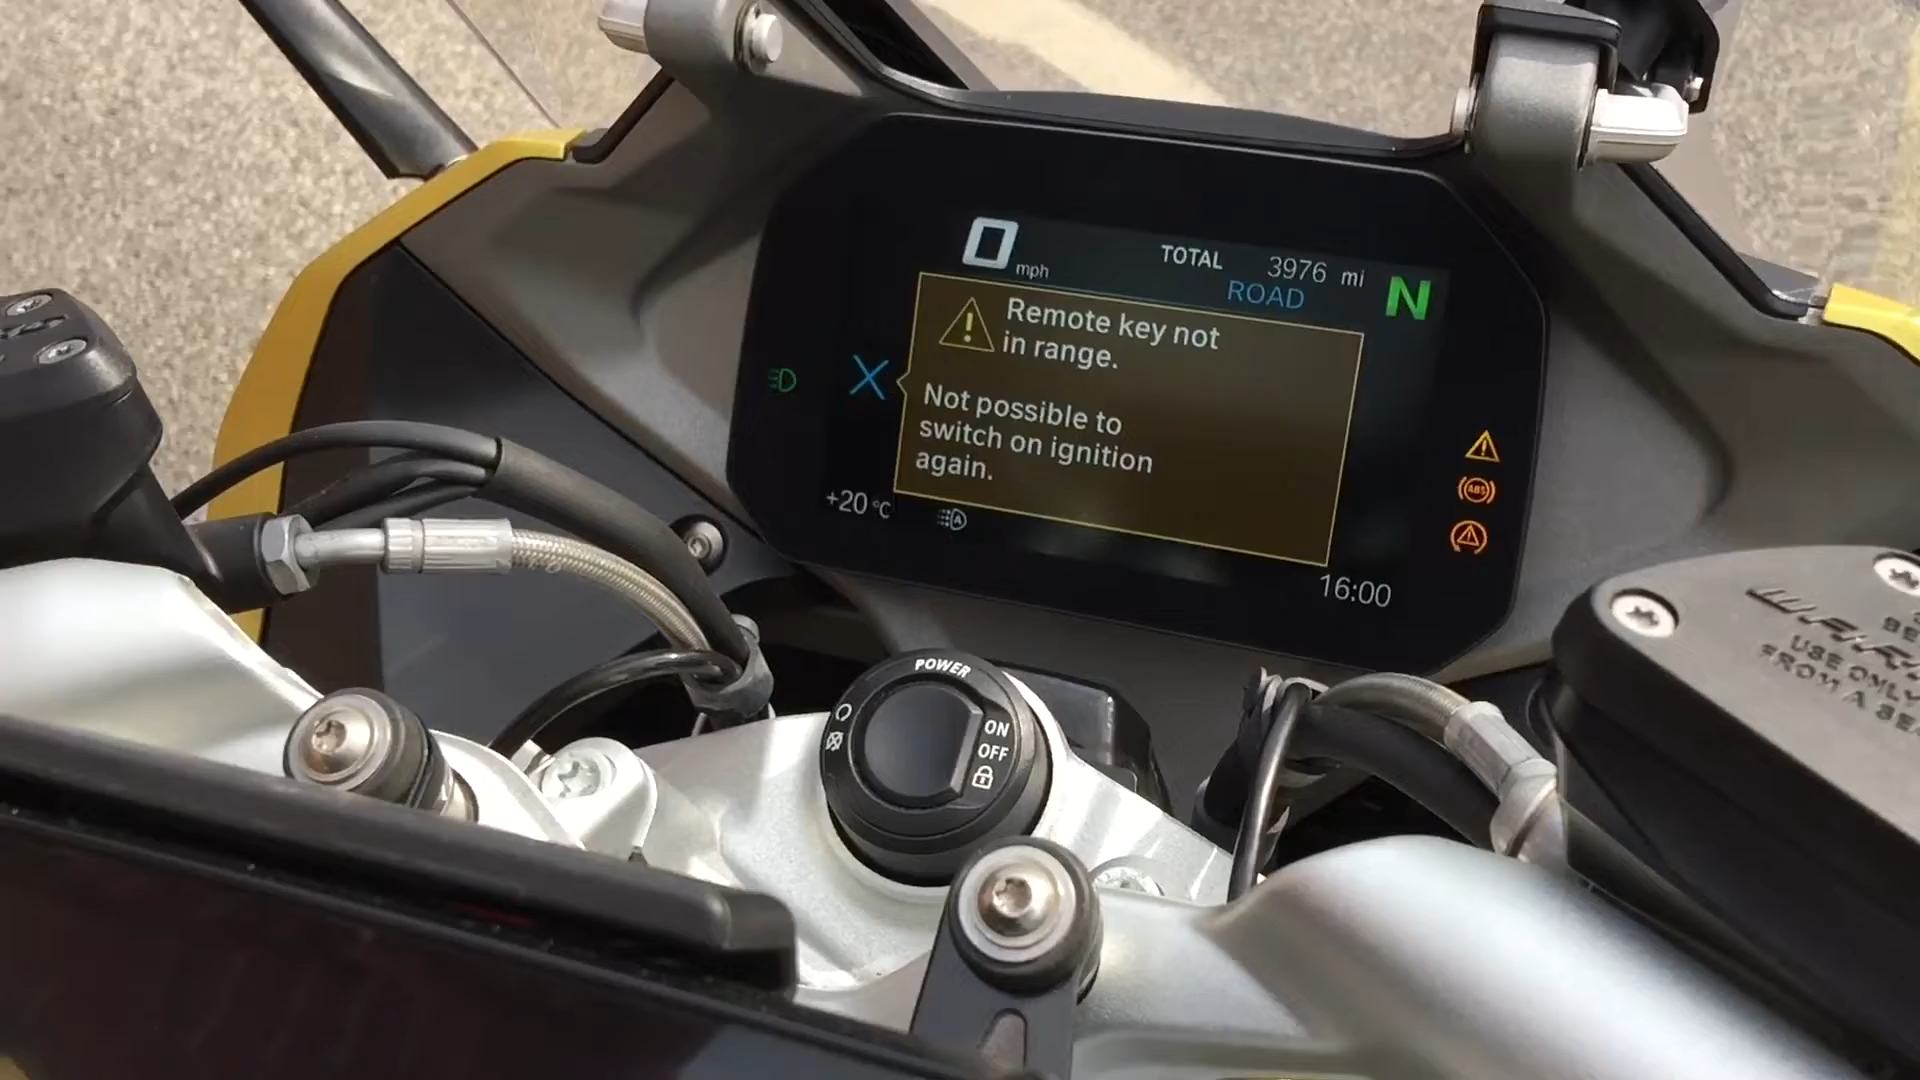 0 mph TOTAL 3976 mi
ROAD
N
Remote key not
in range.
Not possible to
switch on ignition
again.
+20 °C
A
ABS
16:00
POWER
ON
OFF
USE ONLY
FROM A